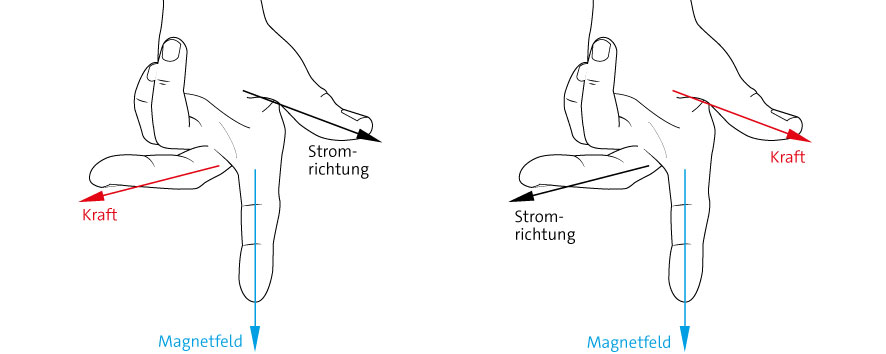 Strom-
richtung
Kraft
Magnetfeld
Kraft
Strom-
richtung
Magnetfeld